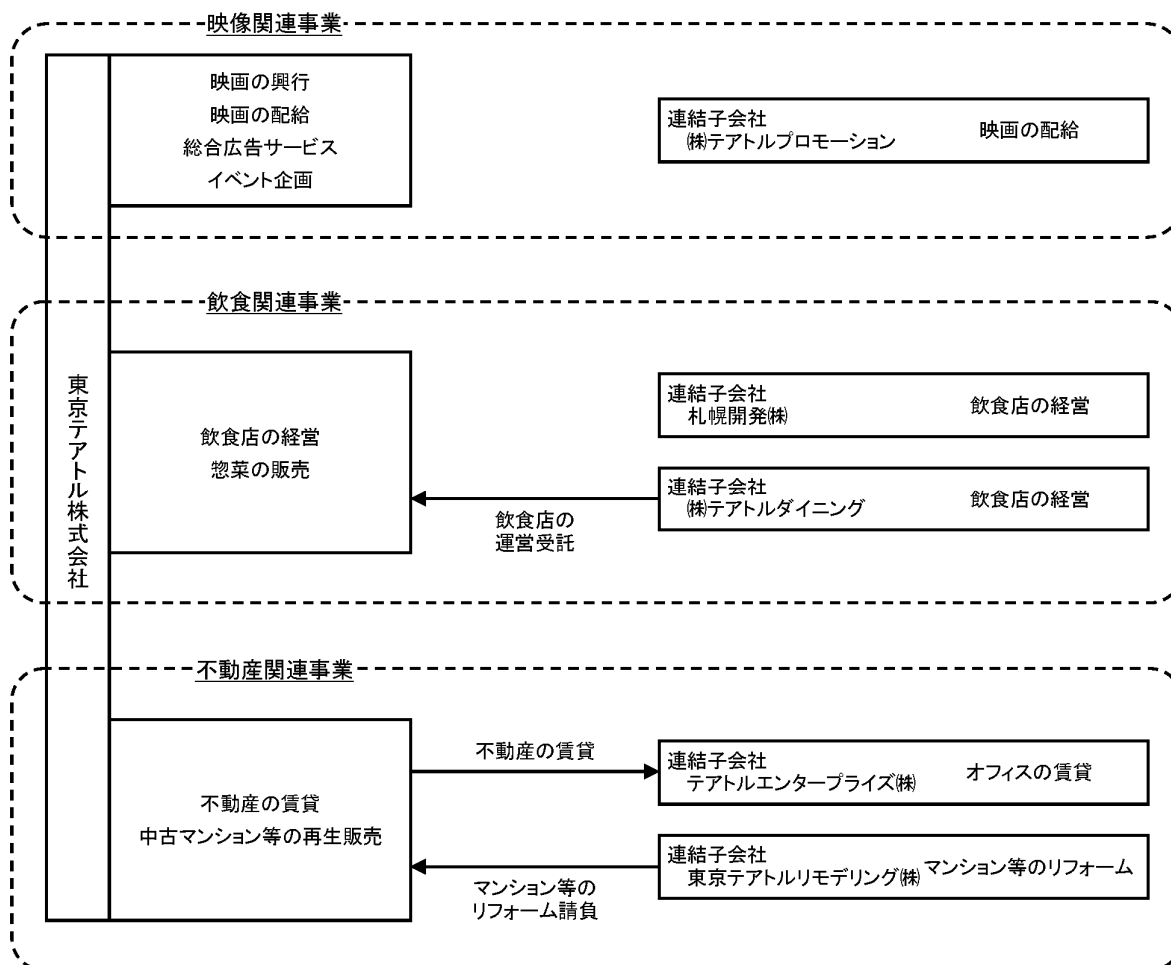 映像関連事業
映画の興行
映画の配給
総合広告サービス
イベント企画
連結子会社
㈱テアトルプロモーション
映画の配給
東京テアトル株式会社
飲食関連事業
飲食店の経営
惣菜の販売
連結子会社
札幌開発㈱
飲食店の経営
連結子会社
㈱テアトルダイニング
飲食店の経営
飲食店の
運営受託
不動産関連事業
不動産の賃貸
中古マンション等の再生販売
不動産の賃貸
連結子会社
テアトルエンタープライズ㈱
オフィスの賃貸
連結子会社
東京テアトルリモデリング㈱
マンション等のリフォーム
マンション等の
リフォーム請負